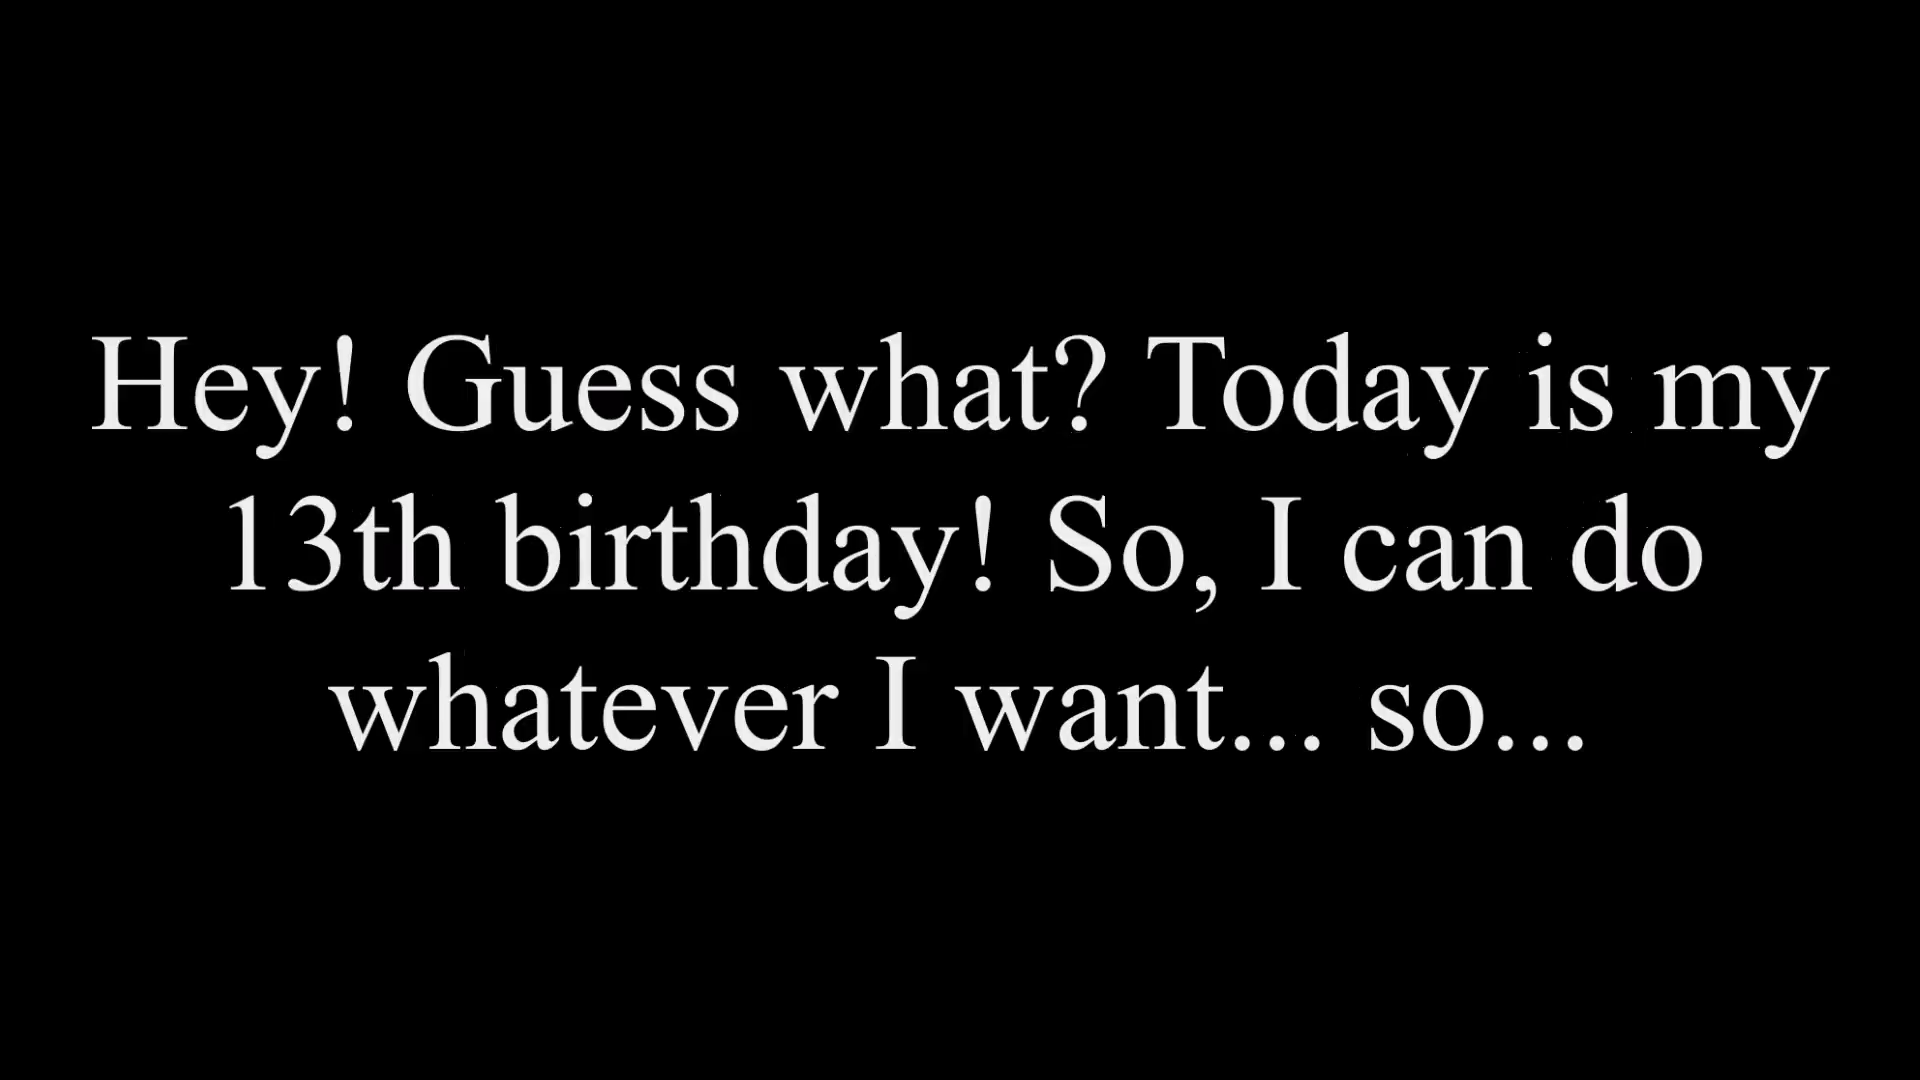 Hey! Guess what? Today is my
13th birthday! So, I can do
whatever I want... so...